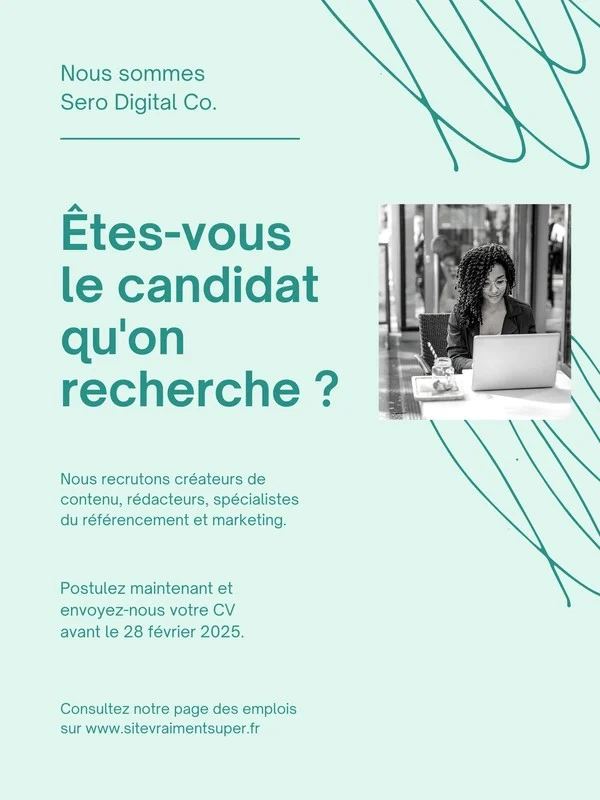 Nous sommes
Sero Digital Co.
Êtes-vous
le candidat
qu'on
recherche ?
Nous recrutons créateurs de
contenu, rédacteurs, spécialistes
du référencement et marketing.
Postulez maintenant et
envoyez-nous votre CV
avant le 28 février 2025.
Consultez notre page des emplois
sur www.sitevraimentsuper.fr